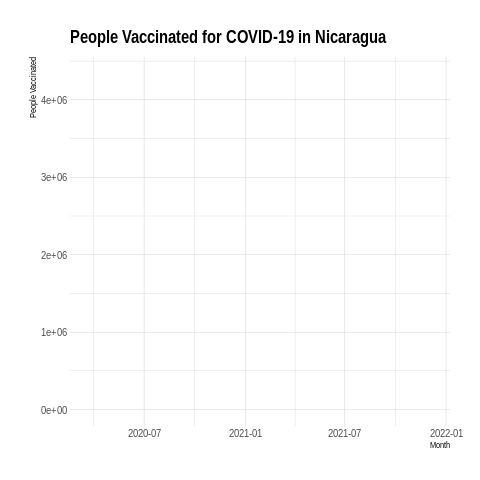 People Vaccinated for COVID-19 in Nicaragua
People Vaccinated
4e+06
3e+06
2e+06
1e+06
0e+00
2020-07 2021-01 2021-07 2022-01
Month